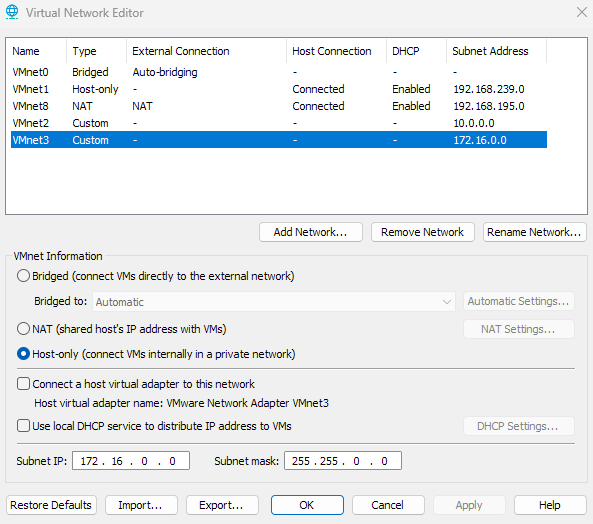 Virtual Network Editor
Name Type External Connection Host Connection DHCP Subnet Address
VMnet0 Bridged Auto-bridging - - -
VMnet1 Host-only - Connected Enabled 192.168.239.0
VMnet8 NAT NAT Connected Enabled 192.168.195.0
VMnet2 Custom - - - 10.0.0.0
VMnet3 Custom - - - 172.16.0.0
Add Network... Remove Network Rename Network...
VMnet Information
Bridged (connect VMs directly to the external network)
Bridged to: Automatic Automatic Settings...
NAT (shared host's IP address with VMs) NAT Settings...
Host-only (connect VMs internally in a private network)
Connect a host virtual adapter to this network
Host virtual adapter name: VMware Network Adapter VMnet3
Use local DHCP service to distribute IP address to VMs DHCP Settings...
Subnet IP: 172 . 16 . 0 . 0 Subnet mask: 255 . 255 . 0 . 0
Restore Defaults Import... Export... OK Cancel Apply Help